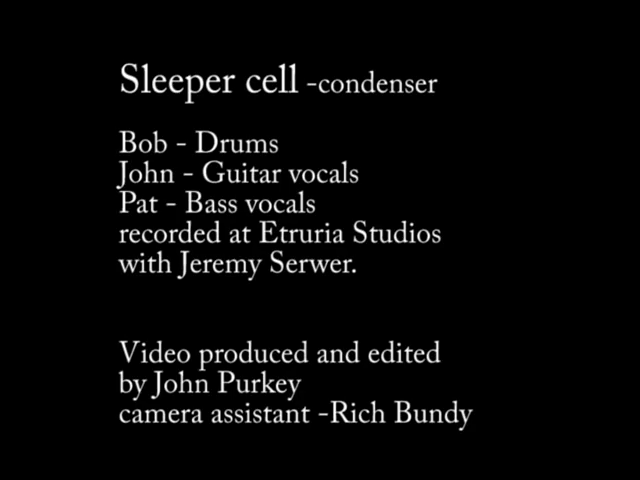 Sleeper cell -condenser
Bob - Drums
John - Guitar vocals
Pat - Bass vocals
recorded at Etruria Studios
with Jeremy Serwer.
Video produced and edited
by John Purkey
camera assistant -Rich Bundy